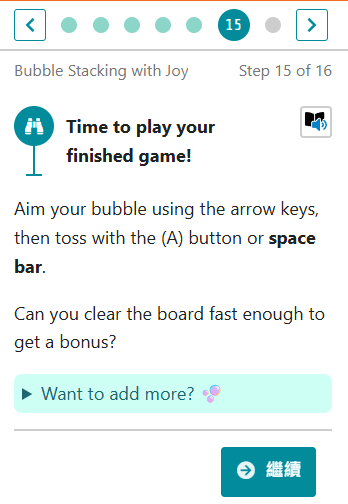 15
Bubble Stacking with Joy
Step 15 of 16
Time to play your
finished game!
Aim your bubble using the arrow keys,
then toss with the (A) button or space
bar.
Can you clear the board fast enough to
get a bonus?
Want to add more?
繼續